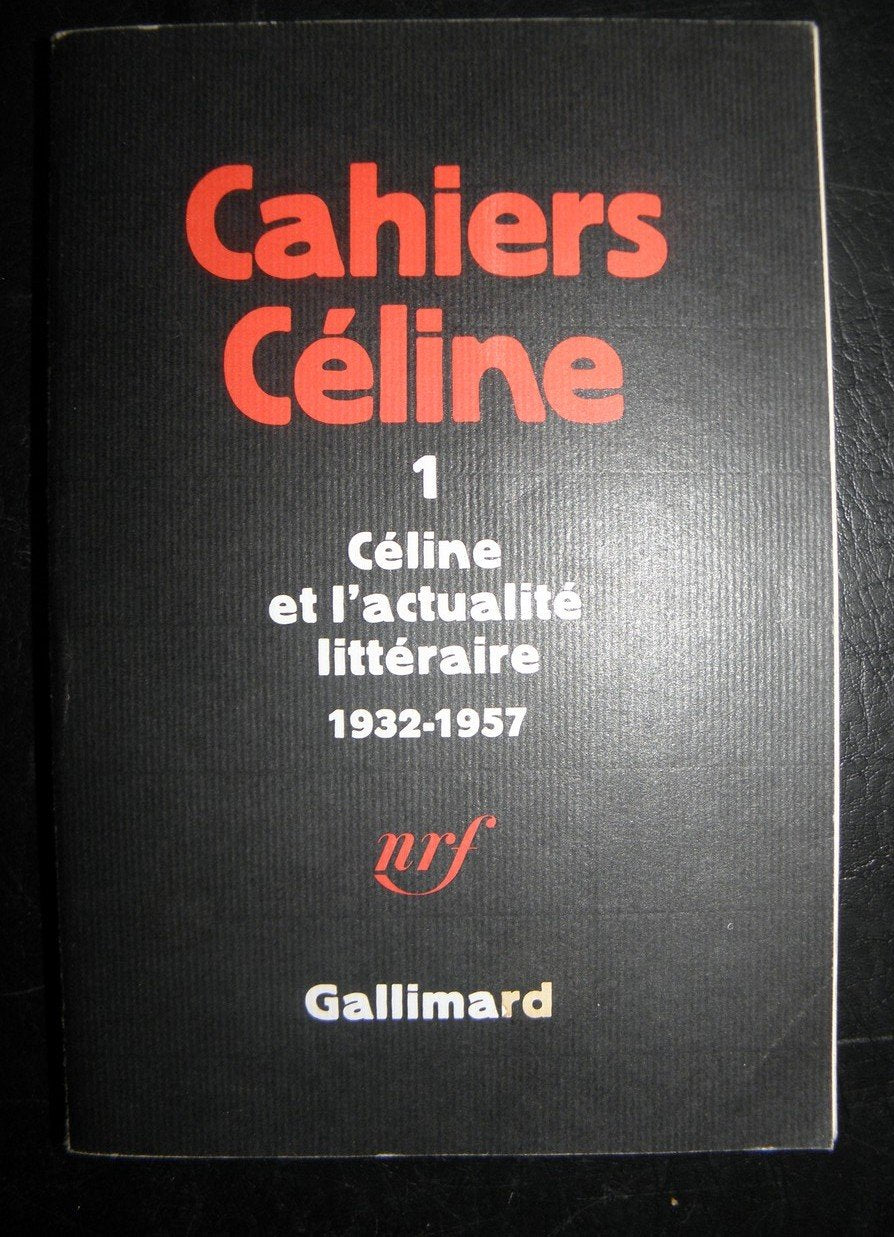 Cahiers
Céline
1
Céline
et l'actualité
littéraire
1932-1957
nrf
Gallimard